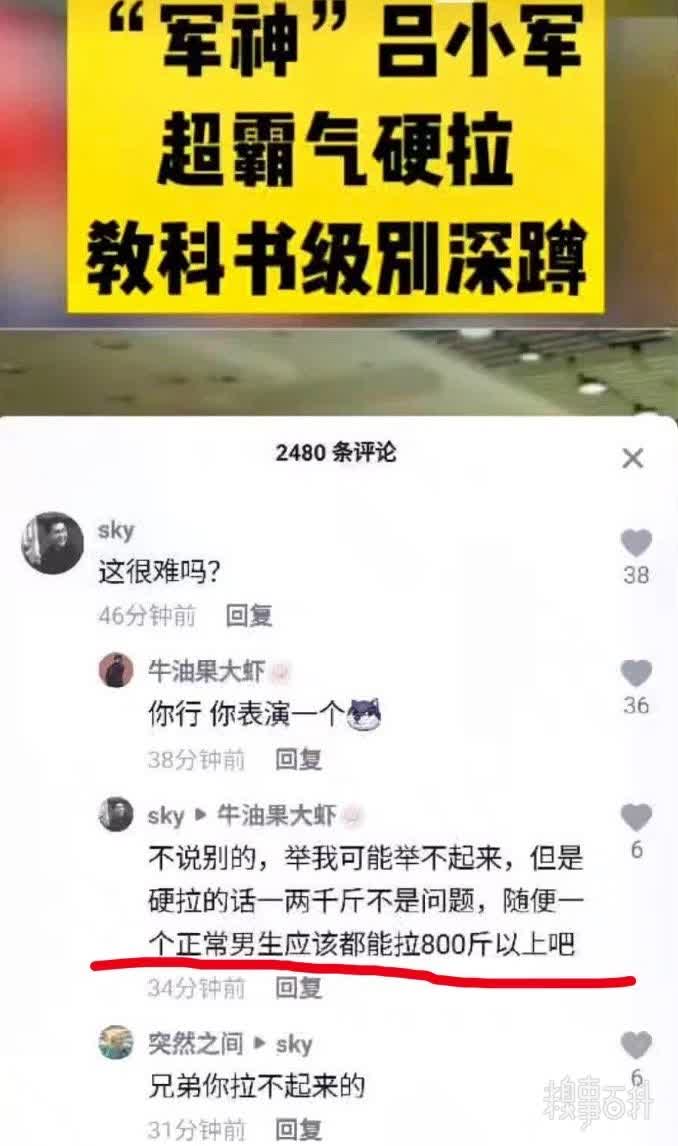 “军神”吕小军
超霸气硬拉
教科书级别深蹲
2480 条评论
sky
这很难吗？
38
46分钟前 回复
牛油果大虾
你行 你表演一个
36
38分钟前 回复
sky ▸ 牛油果大虾
6
不说别的，举我可能举不起来，但是
硬拉的话一两千斤不是问题，随便一
个正常男生应该都能拉800斤以上吧
34分钟前 回复
突然之间 ▸ sky
6
兄弟你拉不起来的
31分钟前 回复
糗事百科